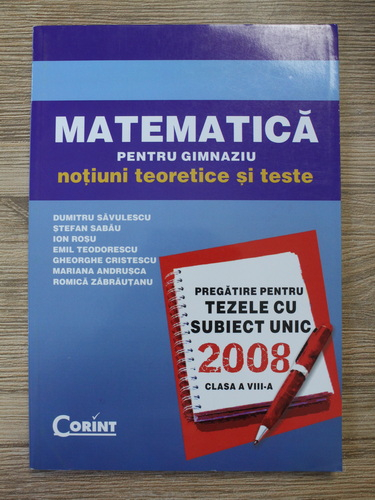 MATEMATICĂ
PENTRU GIMNAZIU
noțiuni teoretice și teste
DUMITRU SĂVULESCU
ȘTEFAN SABĂU
ION ROȘU
EMIL TEODORESCU
GHEORGHE CRISTESCU
MARIANA ANDRUȘCA
ROMICĂ ZĂBRĂUȚANU
PREGĂTIRE PENTRU
TEZELE CU
SUBIECT UNIC
2008
CLASA A VIII-A
CORINT